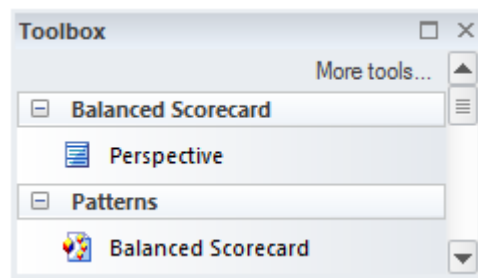 Toolbox
More tools...
Balanced Scorecard
Perspective
Patterns
Balanced Scorecard